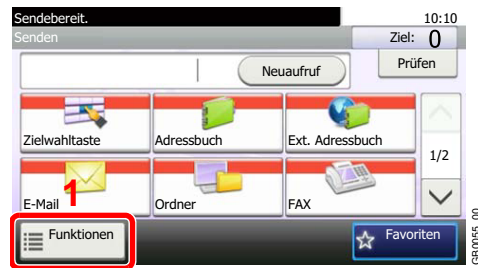 Sendebereit. 10:10
Senden Ziel: 0
Neuaufruf Prüfen
Zielwahltaste Adressbuch Ext. Adressbuch
1/2
E-Mail Ordner FAX
1
Funktionen Favoriten
GB0055_00